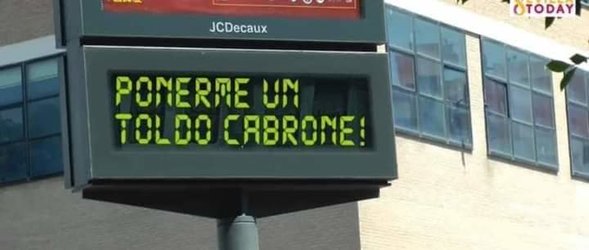 TODAY
JCDecaux
PONERME UN
TOLDO CABRONE!